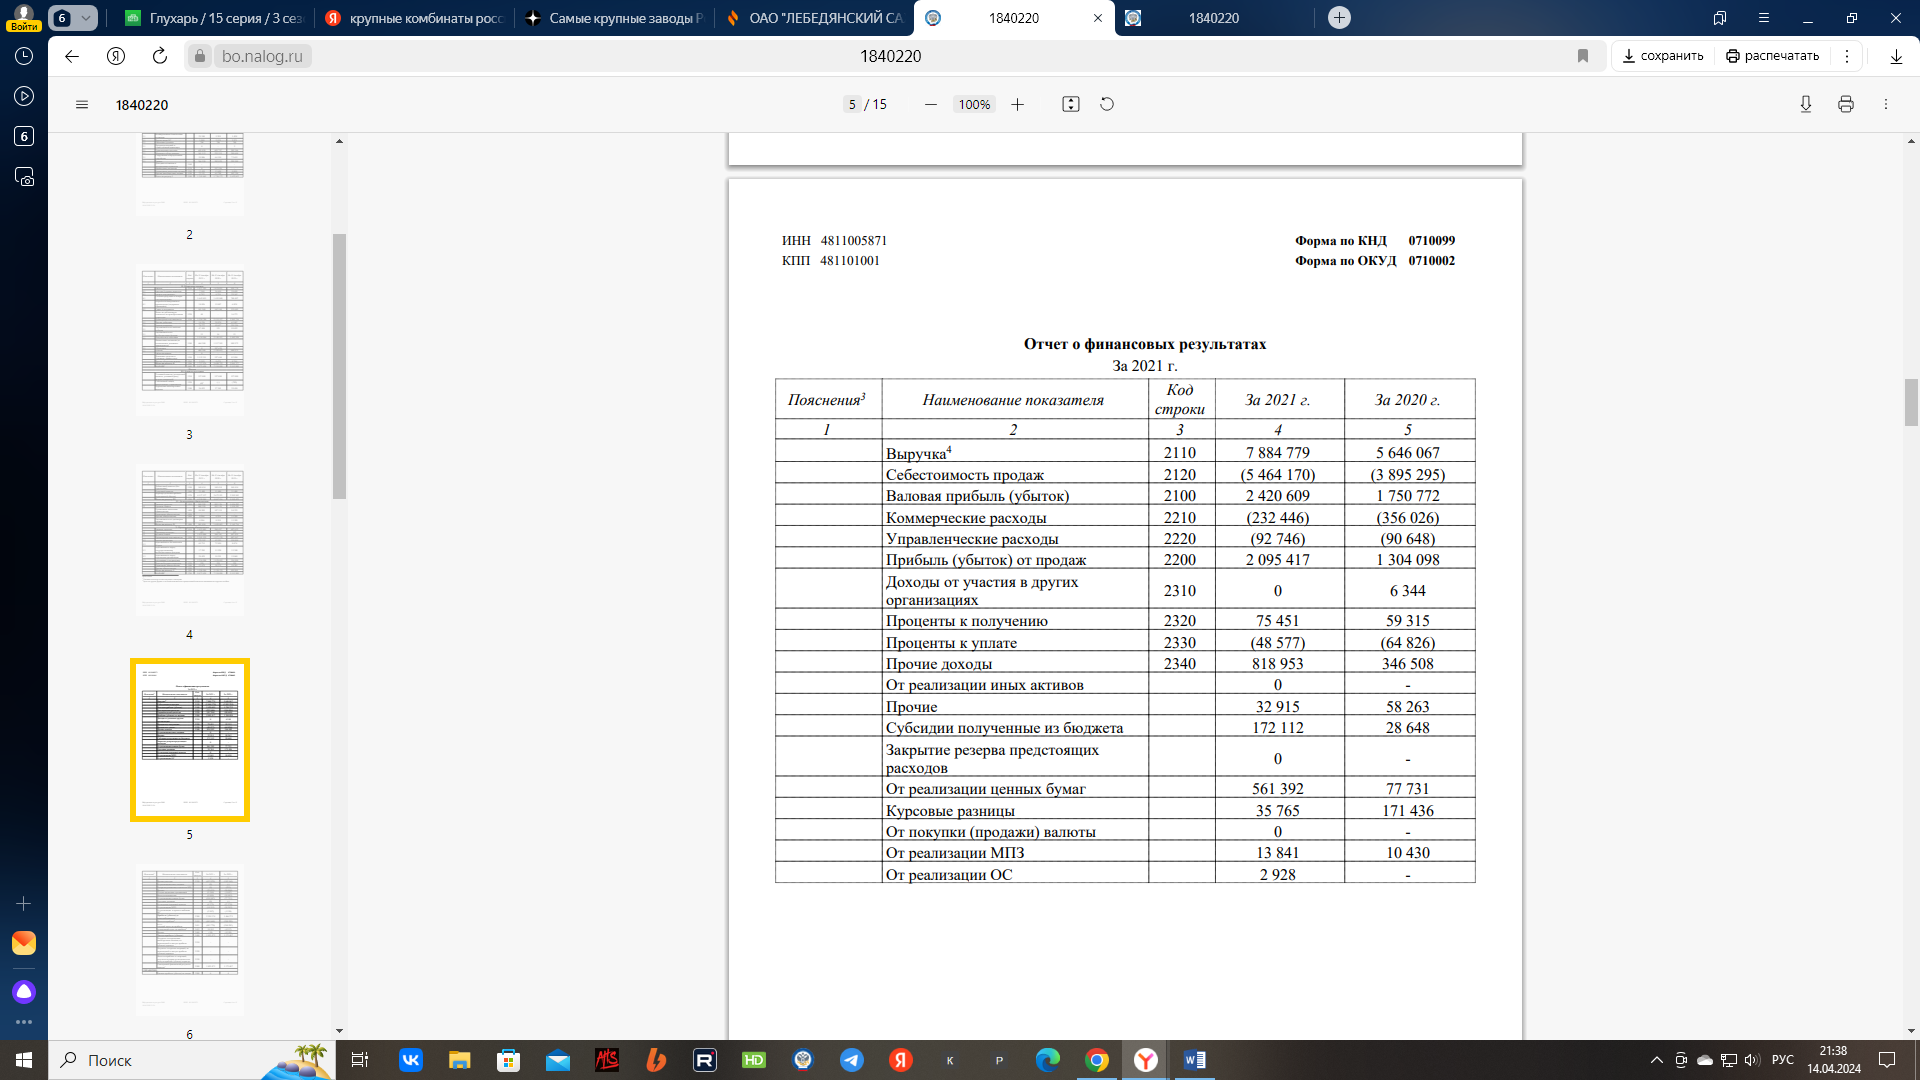 6
Глухарь / 15 серия / 3 сез
крупные комбинаты росс
Самые крупные заводы Р
ОАО "ЛЕБЕДЯНСКИЙ СА
1840220
1840220
Войти
bo.nalog.ru
1840220
сохранить
распечатать
6
1840220
5 / 15
100%
2
3
4
5
6
ИНН 4811005871
КПП 481101001
Форма по КНД 0710099
Форма по ОКУД 0710002
Отчет о финансовых результатах
За 2021 г.
Пояснения3 Наименование показателя Код строки За 2021 г. За 2020 г.
1 2 3 4 5
Выручка4 2110 7 884 779 5 646 067
Себестоимость продаж 2120 (5 464 170) (3 895 295)
Валовая прибыль (убыток) 2100 2 420 609 1 750 772
Коммерческие расходы 2210 (232 446) (356 026)
Управленческие расходы 2220 (92 746) (90 648)
Прибыль (убыток) от продаж 2200 2 095 417 1 304 098
Доходы от участия в других организациях 2310 0 6 344
Проценты к получению 2320 75 451 59 315
Проценты к уплате 2330 (48 577) (64 826)
Прочие доходы 2340 818 953 346 508
От реализации иных активов 0 -
Прочие 32 915 58 263
Субсидии полученные из бюджета 172 112 28 648
Закрытие резерва предстоящих расходов 0 -
От реализации ценных бумаг 561 392 77 731
Курсовые разницы 35 765 171 436
От покупки (продажи) валюты 0 -
От реализации МПЗ 13 841 10 430
От реализации ОС 2 928 -
Поиск
HD
K
P
РУС
21:38
14.04.2024